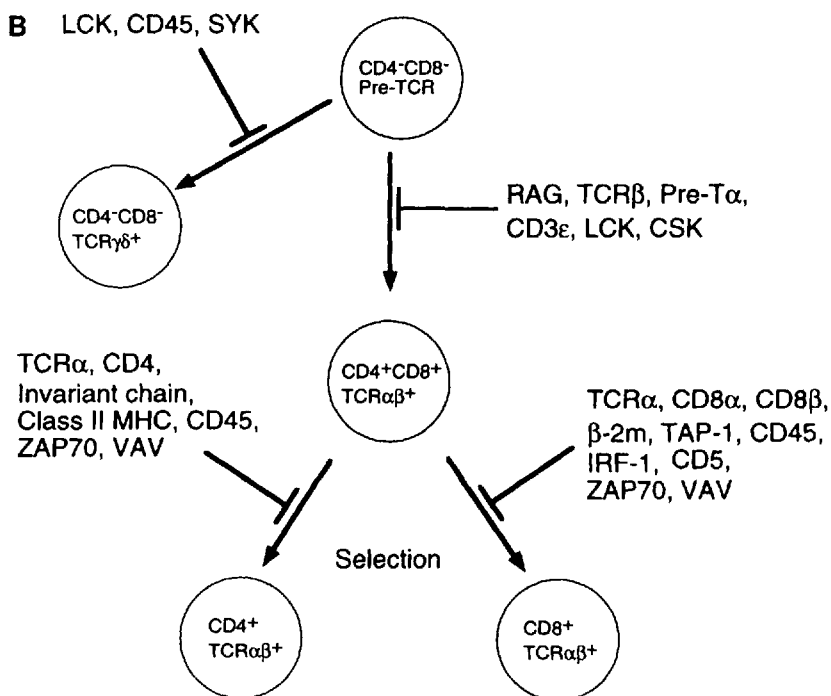 B
LCK, CD45, SYK
CD4⁻CD8⁻
Pre-TCR
CD4⁻CD8⁻
TCRγδ⁺
RAG, TCRβ, Pre-Tα,
CD3ε, LCK, CSK
CD4⁺CD8⁺
TCRαβ⁺
TCRα, CD4,
Invariant chain,
Class II MHC, CD45,
ZAP70, VAV
TCRα, CD8α, CD8β,
β-2m, TAP-1, CD45,
IRF-1, CD5,
ZAP70, VAV
Selection
CD4⁺
TCRαβ⁺
CD8⁺
TCRαβ⁺